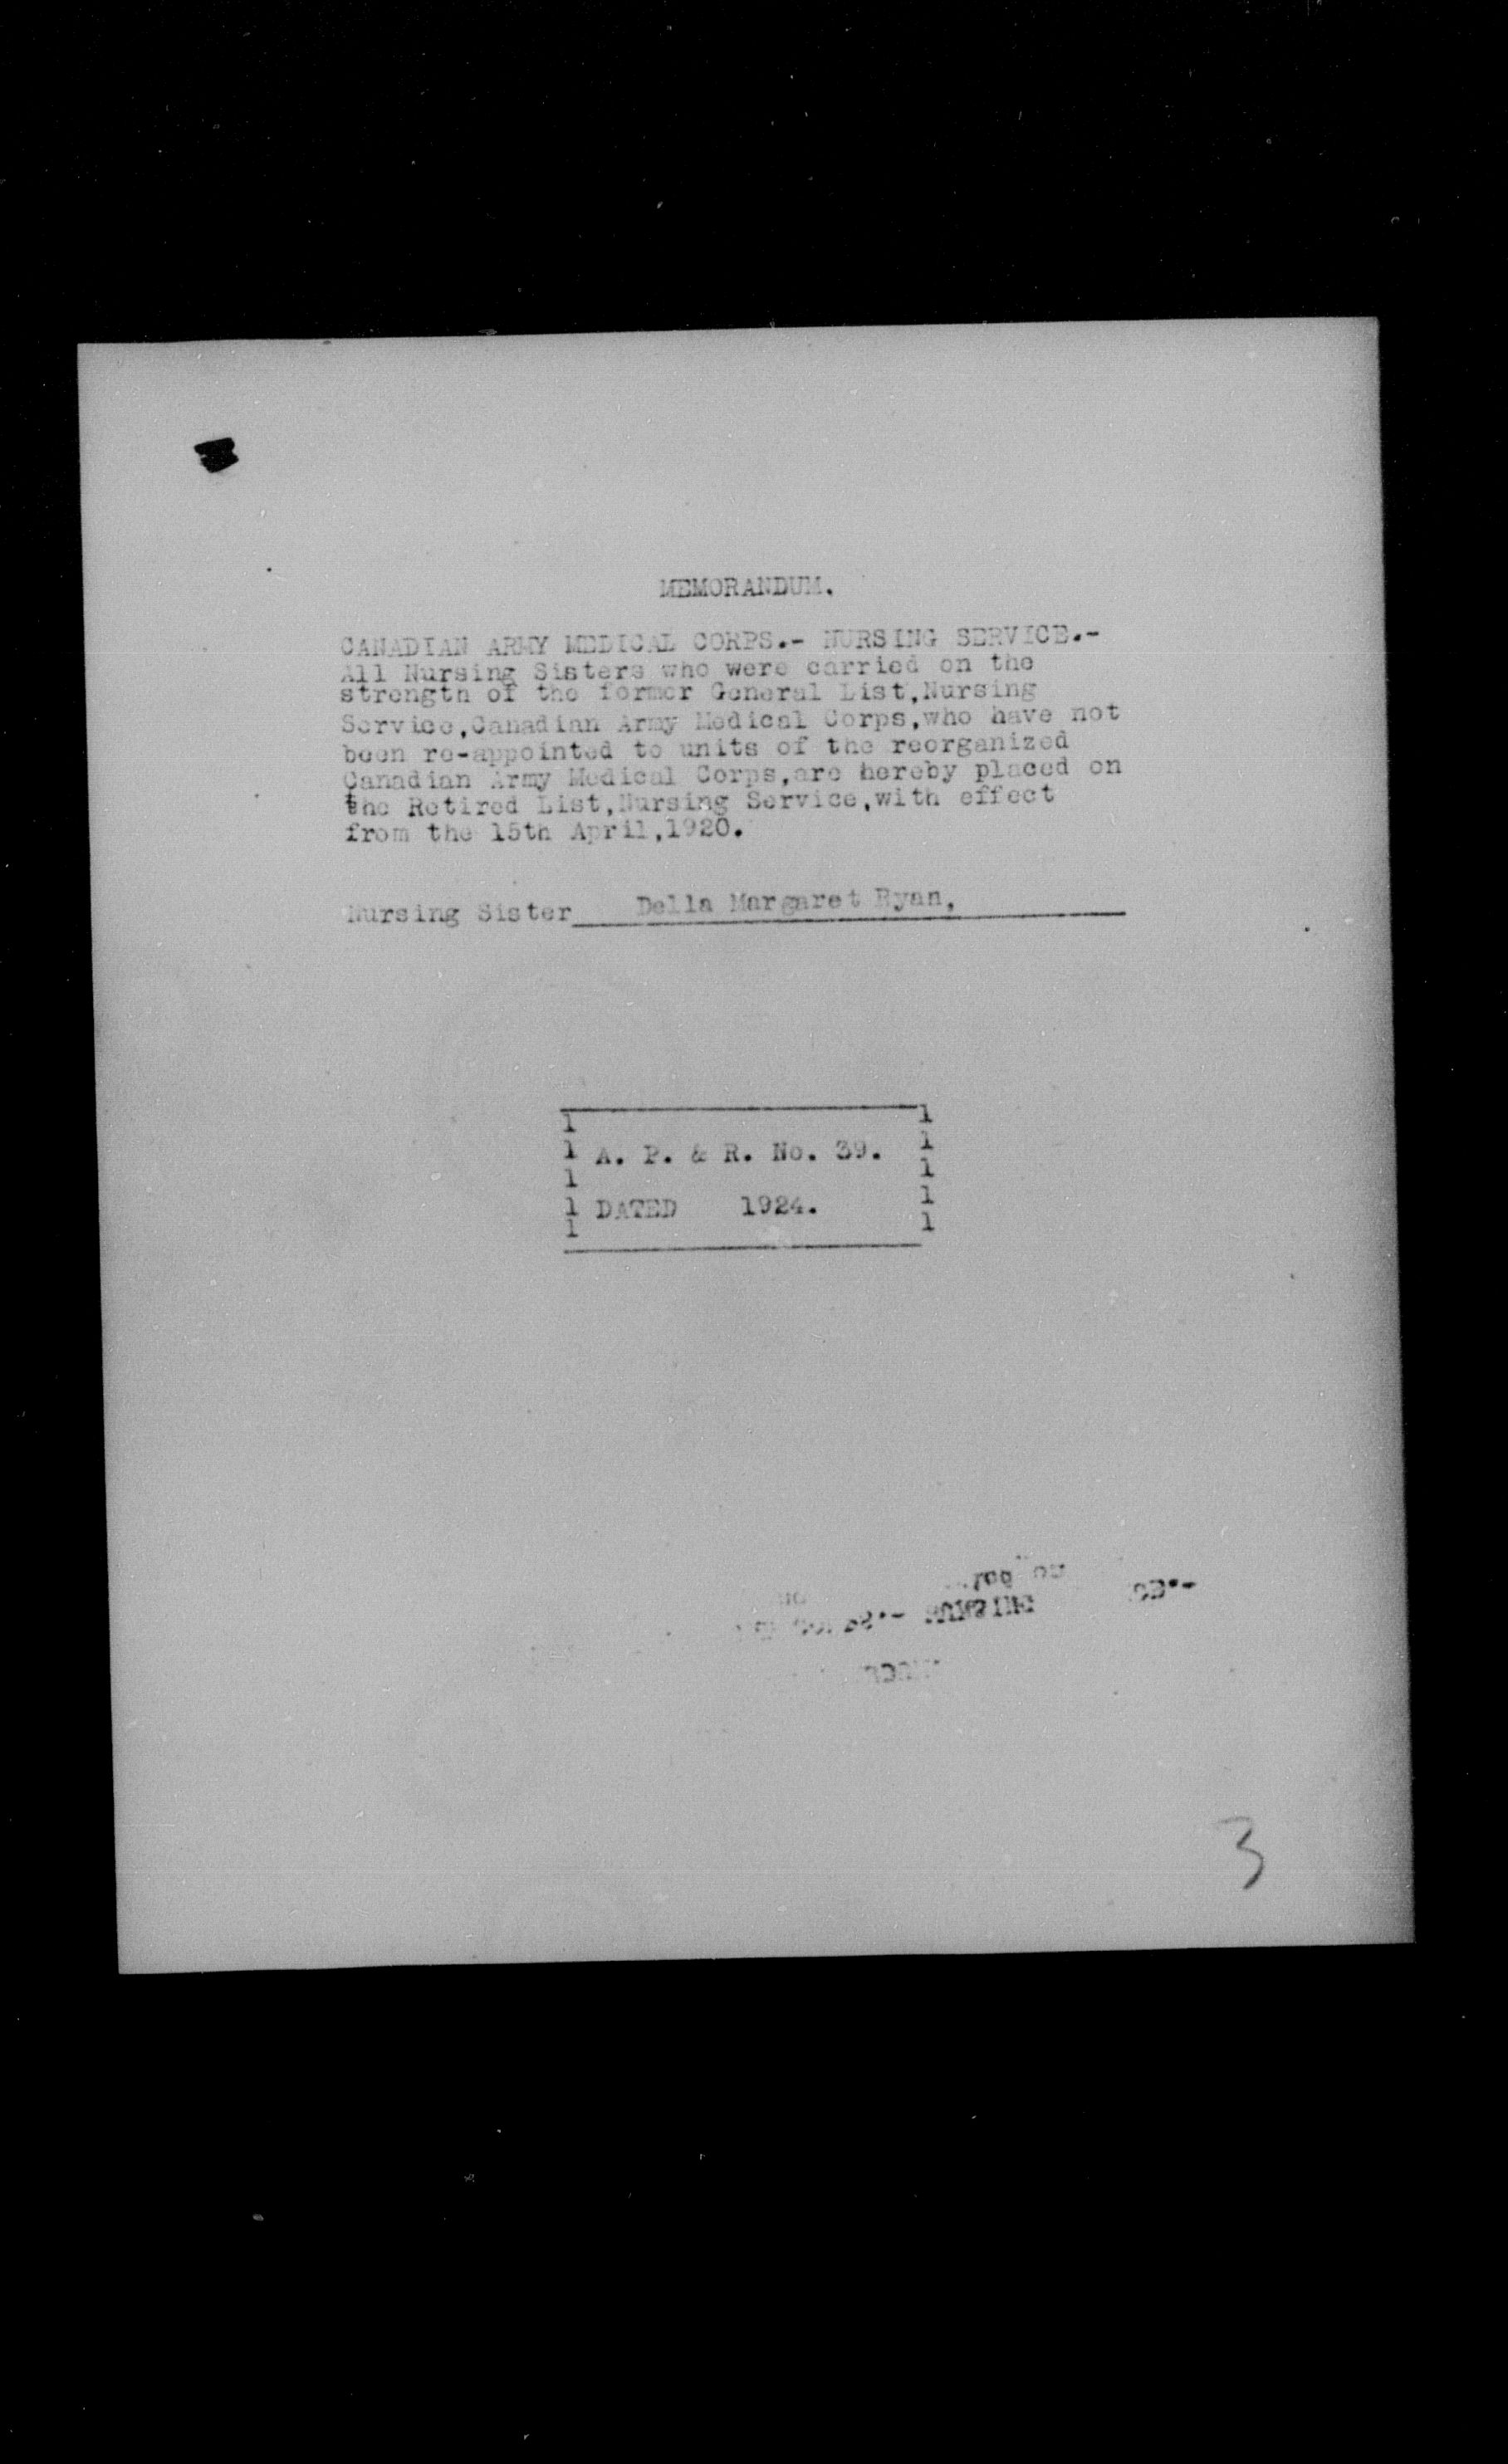 MEMORANDUM.
CANADIAN ARMY MEDICAL CORPS.- NURSING SERVICE.-
All Nursing Sisters who were carried on the
strength of the former General List,Nursing
Service,Canadian Army Medical Corps,who have not
been re-appointed to units of the reorganized
Canadian Army Medical Corps,are hereby placed on
the Retired List,Nursing Service,with effect
from the 15th April,1920.
Nursing Sister Della Margaret Ryan,
A. P. & R. No. 39.
DATED 1924.
3